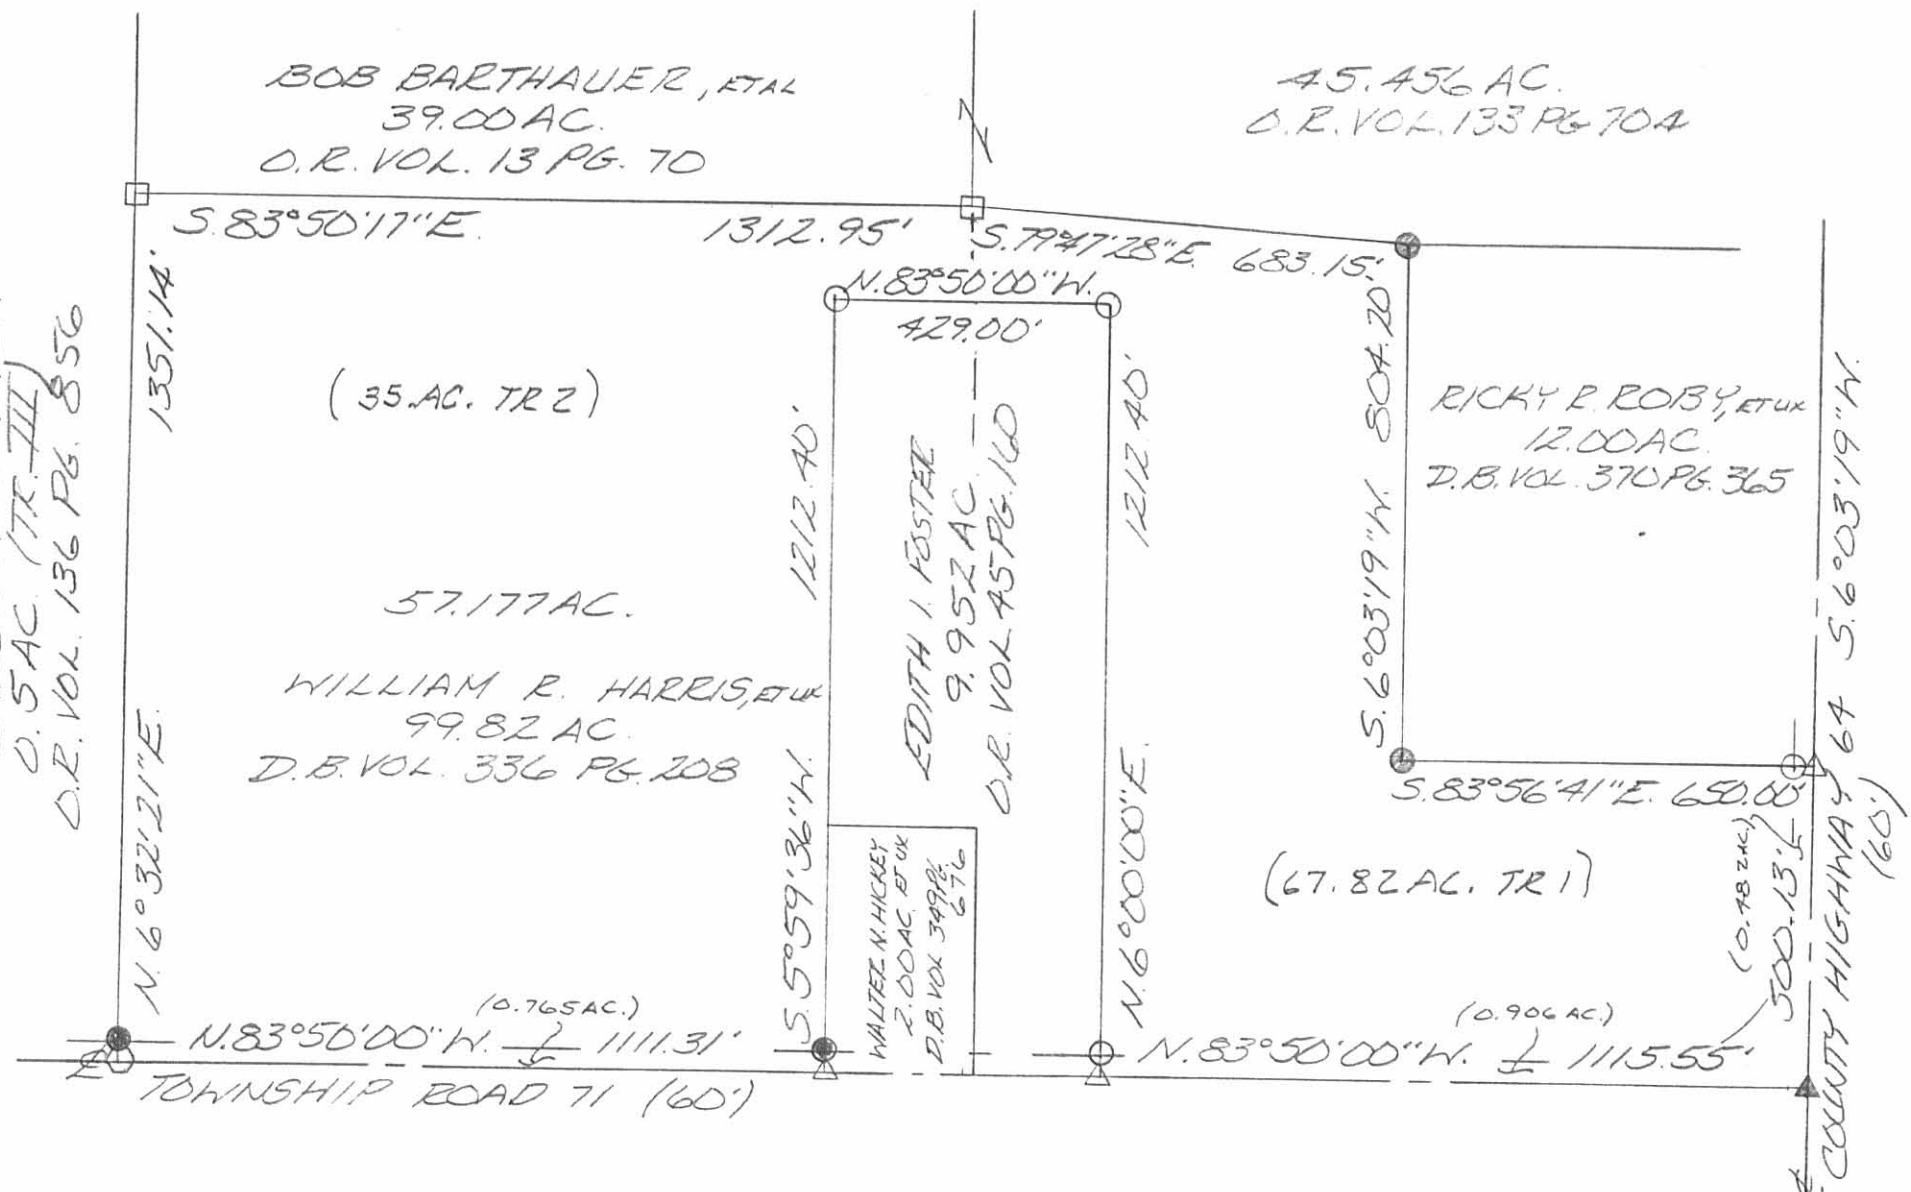 BOB BARTHAUER, ET AL
39.00 AC.
O.R. VOL. 13 PG. 70
45.456 AC.
O.R. VOL. 133 PG 704
N
S. 83°50'17" E. 1312.95'
S. 79°47'28" E. 683.15'
N. 83°50'00" W.
429.00'
1351.14'
N. 6°32'21" E.
0.5 AC. (TR. III)
O.R. VOL. 136 PG. 856
(35. AC. TR 2)
57.177 AC.
WILLIAM R. HARRIS, ET UX
99.82 AC.
D.B. VOL. 336 PG. 208
1212.40'
S. 5°59'36" W.
EDITH I. FOSTER
9.952 AC.
O.R. VOL. 45 PG. 160
1212.40'
N. 6°00'00" E.
WALTER N. HICKEY
2.00 AC. ET UX
D.B. VOL 349 PG.
676
S. 6°03'19" W. 804.20'
RICKY R. ROBY, ET UX
12.00 AC.
D.B. VOL. 370 PG. 365
S. 83°56'41" E. 650.00'
(67.82 AC. TR 1)
(0.482 AC.)
500.13'
S. 6°03'19" W.
COUNTY HIGHWAY 64
(60')
(0.765 AC.)
N. 83°50'00" W. 1111.31'
(0.906 AC.)
N. 83°50'00" W. 1115.55'
TOWNSHIP ROAD 71 (60')